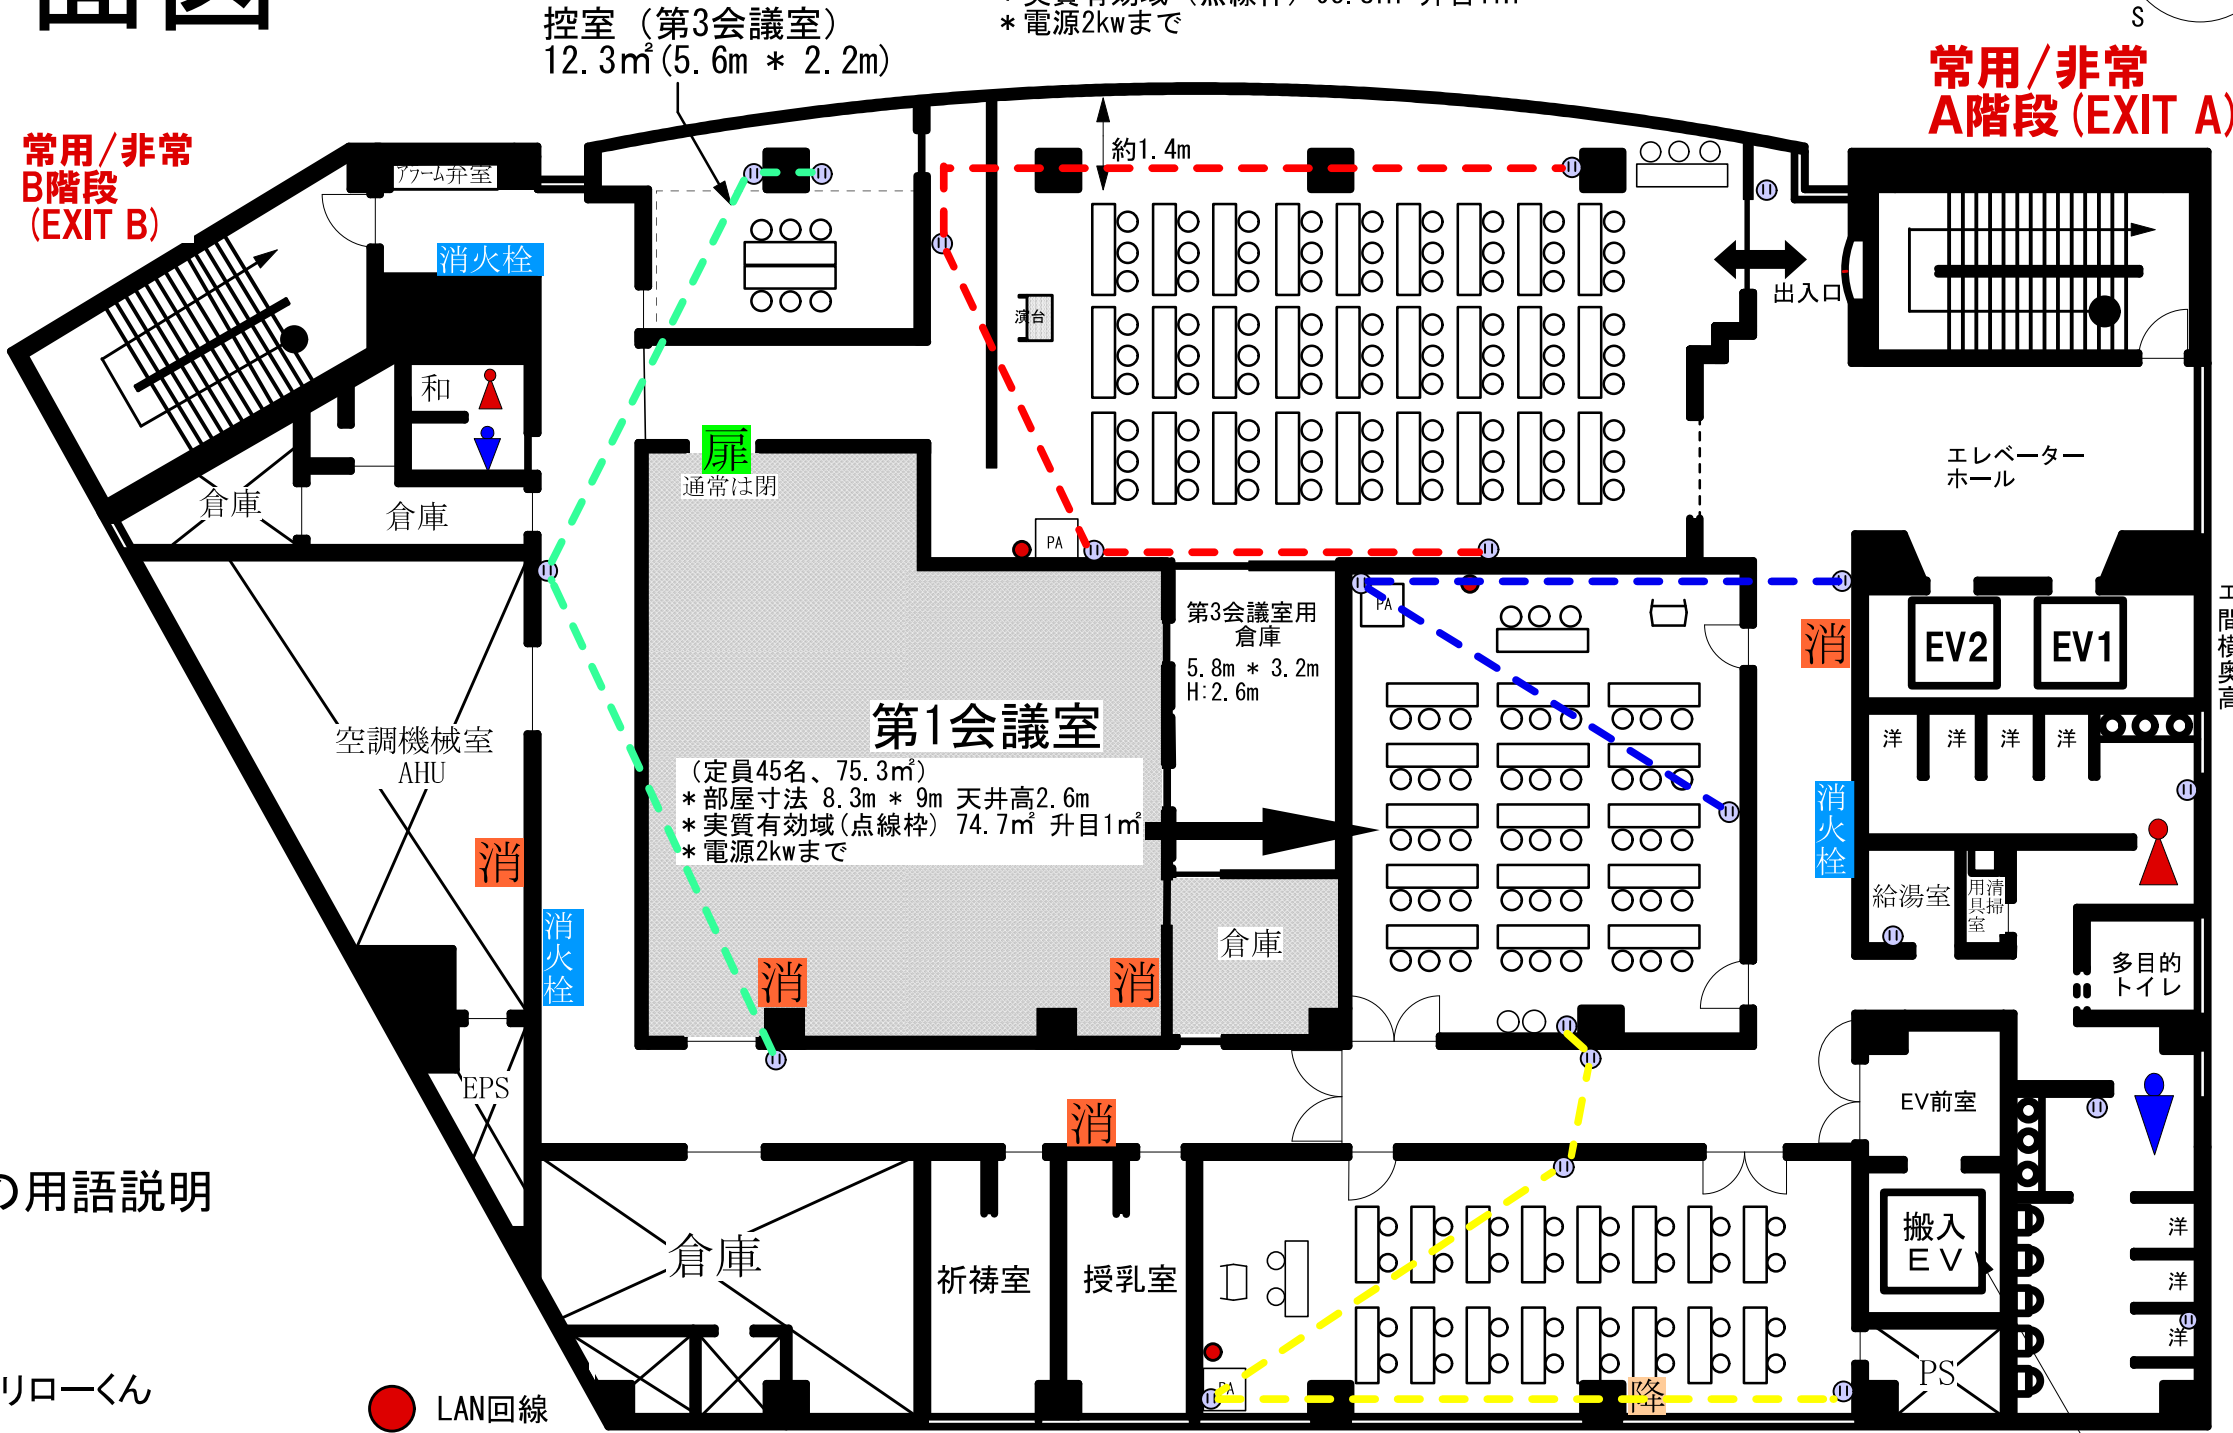 面図
控室 (第3会議室)
12.3㎡(5.6m * 2.2m)
* 電源2kwまで
S
常用/非常
A階段(EXIT A)
常用/非常
B階段
(EXIT B)
アラーム弁室
消火栓
約1.4m
演台
出入口
和
扉
通常は閉
倉庫
倉庫
エレベーター
ホール
PA
PA
第3会議室用
倉庫
5.8m * 3.2m
H:2.6m
消
EV2
EV1
第1会議室
(定員45名、75.3㎡)
* 部屋寸法 8.3m * 9m 天井高2.6m
* 実質有効域(点線枠) 74.7㎡ 升目1㎡
* 電源2kwまで
空調機械室
AHU
洋
洋
洋
洋
消
消火栓
消火栓
給湯室
清掃用具室
倉庫
消
消
多目的
トイレ
EPS
消
EV前室
の用語説明
倉庫
祈祷室
授乳室
搬入
EV
洋
洋
洋
PS
PA
降
リローくん
LAN回線